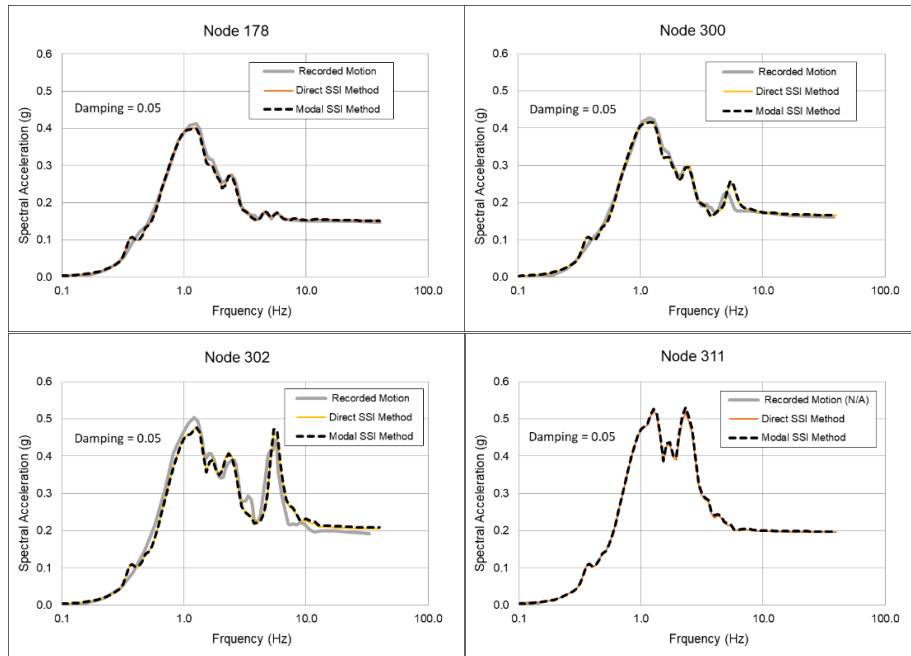 Node 178
Spectral Acceleration (g)
0.6
0.5
0.4
0.3
0.2
0.1
0.0
Damping = 0.05
Recorded Motion
Direct SSI Method
Modal SSI Method
0.1
1.0
10.0
100.0
Frquency (Hz)
Node 300
Spectral Acceleration (g)
0.6
0.5
0.4
0.3
0.2
0.1
0.0
Damping = 0.05
Recorded Motion
Direct SSI Method
Modal SSI Method
0.1
1.0
10.0
100.0
Frquency (Hz)
Node 302
Spectral Acceleration (g)
0.6
0.5
0.4
0.3
0.2
0.1
0.0
Damping = 0.05
Recorded Motion
Direct SSI Method
Modal SSI Method
0.1
1.0
10.0
100.0
Frquency (Hz)
Node 311
Spectral Acceleration (g)
0.6
0.5
0.4
0.3
0.2
0.1
0.0
Damping = 0.05
Recorded Motion (N/A)
Direct SSI Method
Modal SSI Method
0.1
1.0
10.0
100.0
Frquency (Hz)